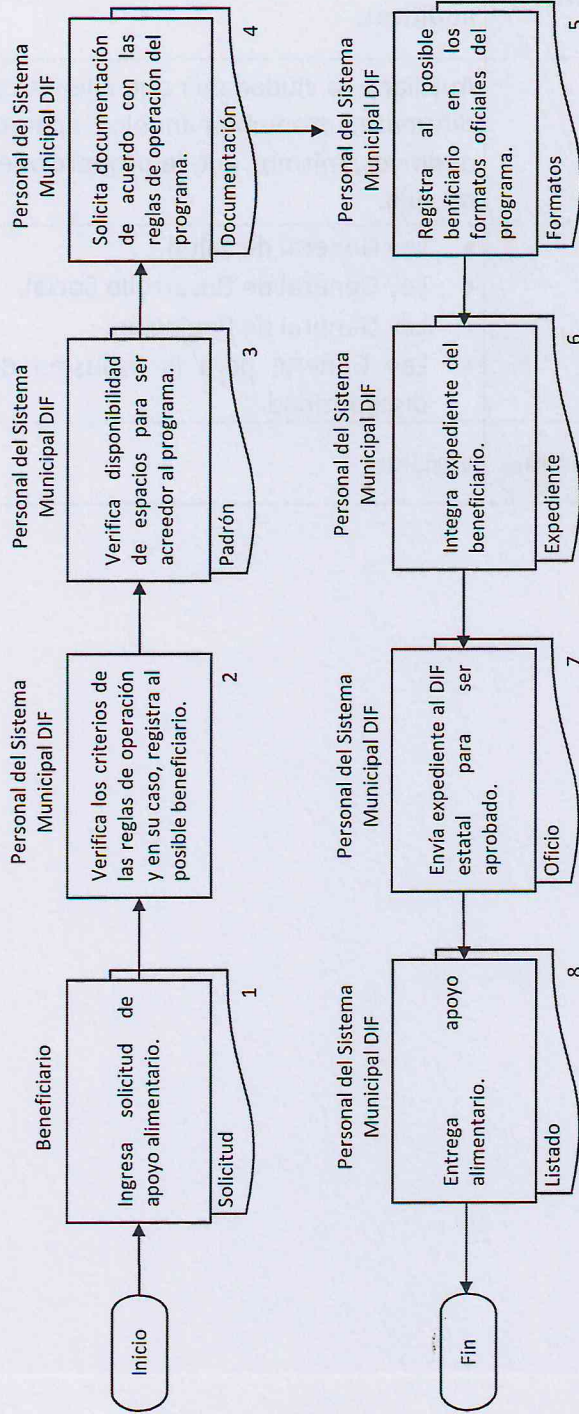 Inicio
Beneficiario
Ingresa solicitud de
apoyo alimentario.
Solicitud
1
Personal del Sistema
Municipal DIF
Verifica los criterios de
las reglas de operación
y en su caso, registra al
posible beneficiario.
2
Personal del Sistema
Municipal DIF
Verifica disponibilidad
de espacios para ser
acreedor al programa.
Padrón
3
Personal del Sistema
Municipal DIF
Solicita documentación
de acuerdo con las
reglas de operación del
programa.
Documentación
4
Personal del Sistema
Municipal DIF
Registra al posible
benficiario en los
formatos oficiales del
programa.
Formatos
5
Personal del Sistema
Municipal DIF
Integra expediente del
beneficiario.
Expediente
6
Personal del Sistema
Municipal DIF
Envía expediente al DIF
estatal para ser
aprobado.
Oficio
7
Personal del Sistema
Municipal DIF
Entrega apoyo
alimentario.
Listado
8
Fin